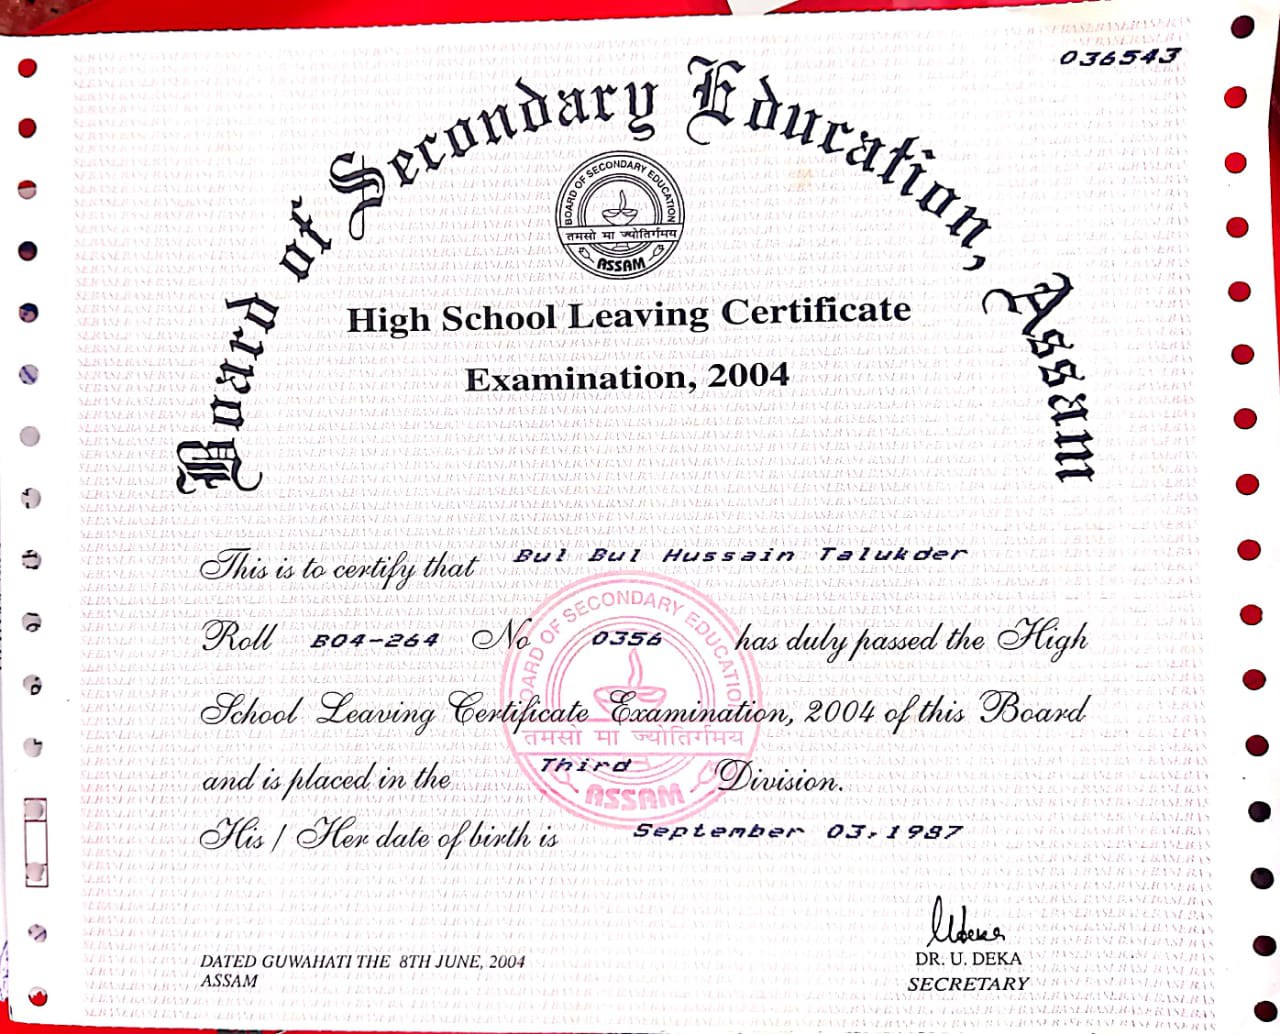 036543
Board of Secondary Education, Assam
BOARD OF SECONDARY EDUCATION
तमसो मा ज्योतिर्गमय
ASSAM
High School Leaving Certificate
Examination, 2004
This is to certify that Bul Bul Hussain Talukder
Roll B04-264 No 0356 has duly passed the High
School Leaving Certificate Examination, 2004 of this Board
and is placed in the Third Division.
His / Her date of birth is September 03,1987
BOARD OF SECONDARY EDUCATION
तमसो मा ज्योतिर्गमय
ASSAM
DATED GUWAHATI THE 8TH JUNE, 2004
ASSAM
UDeka
DR. U. DEKA
SECRETARY